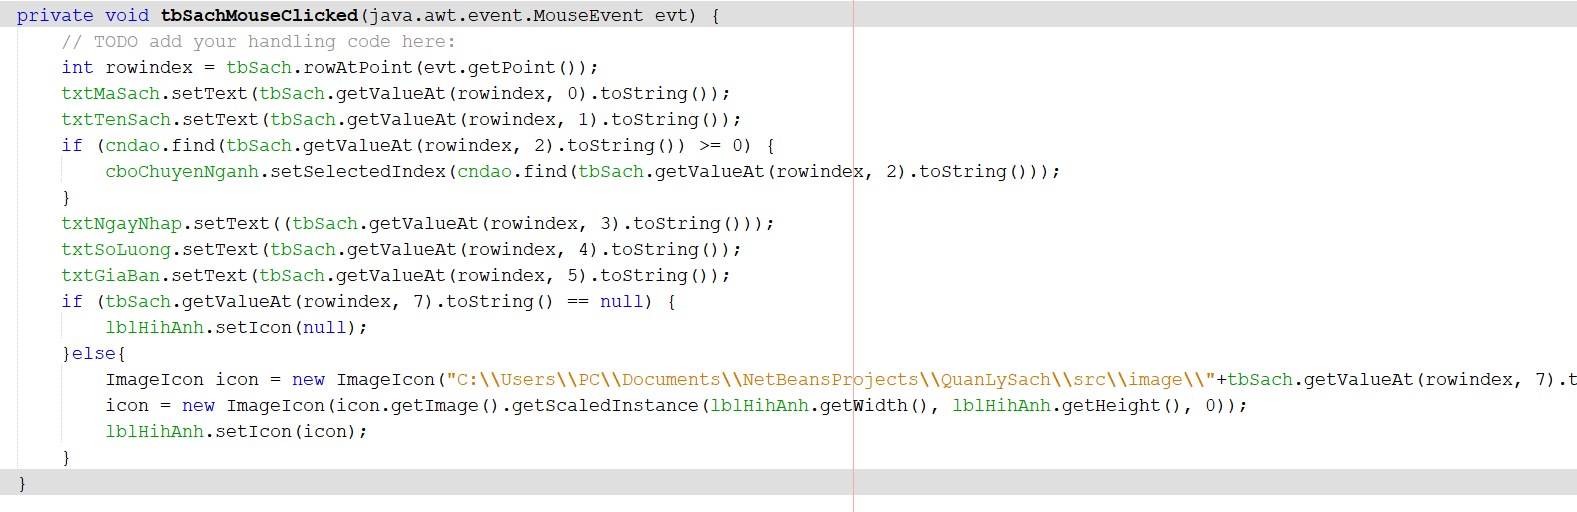 private void tbSachMouseClicked(java.awt.event.MouseEvent evt) {
    // TODO add your handling code here:
    int rowindex = tbSach.rowAtPoint(evt.getPoint());
    txtMaSach.setText(tbSach.getValueAt(rowindex, 0).toString());
    txtTenSach.setText(tbSach.getValueAt(rowindex, 1).toString());
    if (cndao.find(tbSach.getValueAt(rowindex, 2).toString()) >= 0) {
        cboChuyenNganh.setSelectedIndex(cndao.find(tbSach.getValueAt(rowindex, 2).toString()));
    }
    txtNgayNhap.setText((tbSach.getValueAt(rowindex, 3).toString()));
    txtSoLuong.setText(tbSach.getValueAt(rowindex, 4).toString());
    txtGiaBan.setText(tbSach.getValueAt(rowindex, 5).toString());
    if (tbSach.getValueAt(rowindex, 7).toString() == null) {
        lblHihAnh.setIcon(null);
    }else{
        ImageIcon icon = new ImageIcon("C:\\Users\\PC\\Documents\\NetBeansProjects\\QuanLySach\\src\\image\\"+tbSach.getValueAt(rowindex, 7).t
        icon = new ImageIcon(icon.getImage().getScaledInstance(lblHihAnh.getWidth(), lblHihAnh.getHeight(), 0));
        lblHihAnh.setIcon(icon);
    }
}